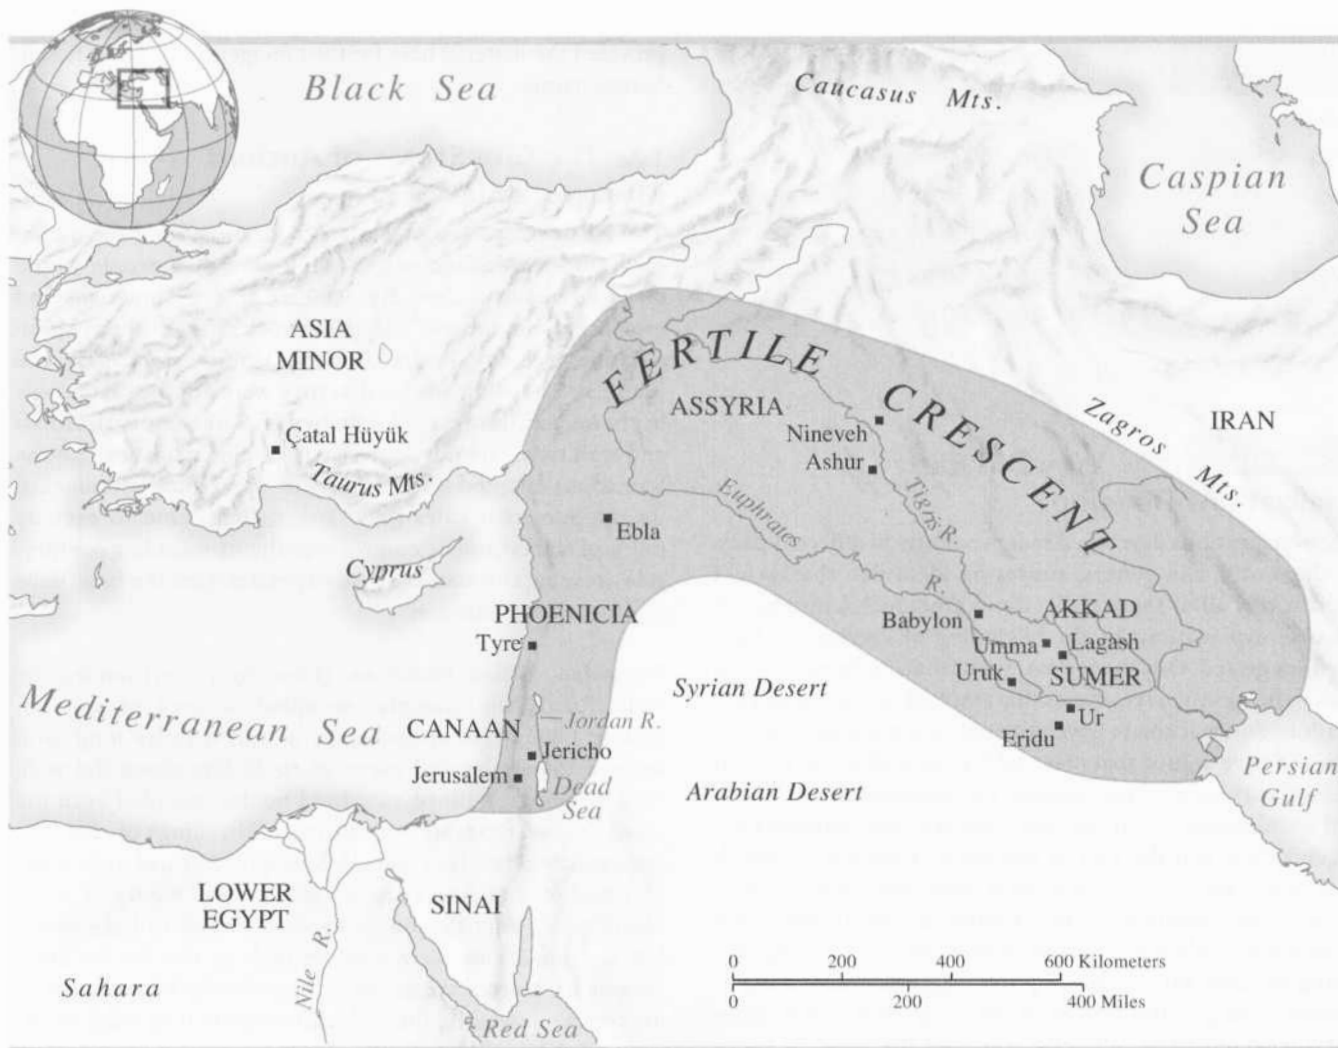 Black Sea
Caucasus Mts.
Caspian
Sea
ASIA
MINOR
FERTILE CRESCENT
ASSYRIA
Zagros Mts.
IRAN
Çatal Hüyük
Taurus Mts.
Nineveh
Ashur
Tigris R.
Euphrates R.
Ebla
Cyprus
PHOENICIA
Tyre
AKKAD
Babylon
Umma
Lagash
Uruk
SUMER
Ur
Eridu
Syrian Desert
Mediterranean Sea
CANAAN
Jordan R.
Jericho
Jerusalem
Dead
Sea
Arabian Desert
Persian
Gulf
LOWER
EGYPT
SINAI
Nile R.
Sahara
Red Sea
0 200 400 600 Kilometers
0 200 400 Miles